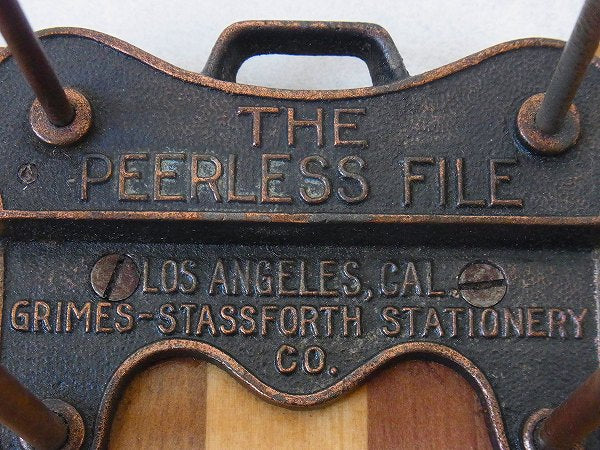 THE
PEERLESS FILE
LOS ANGELES, CAL.
GRIMES-STASSFORTH STATIONERY
CO.